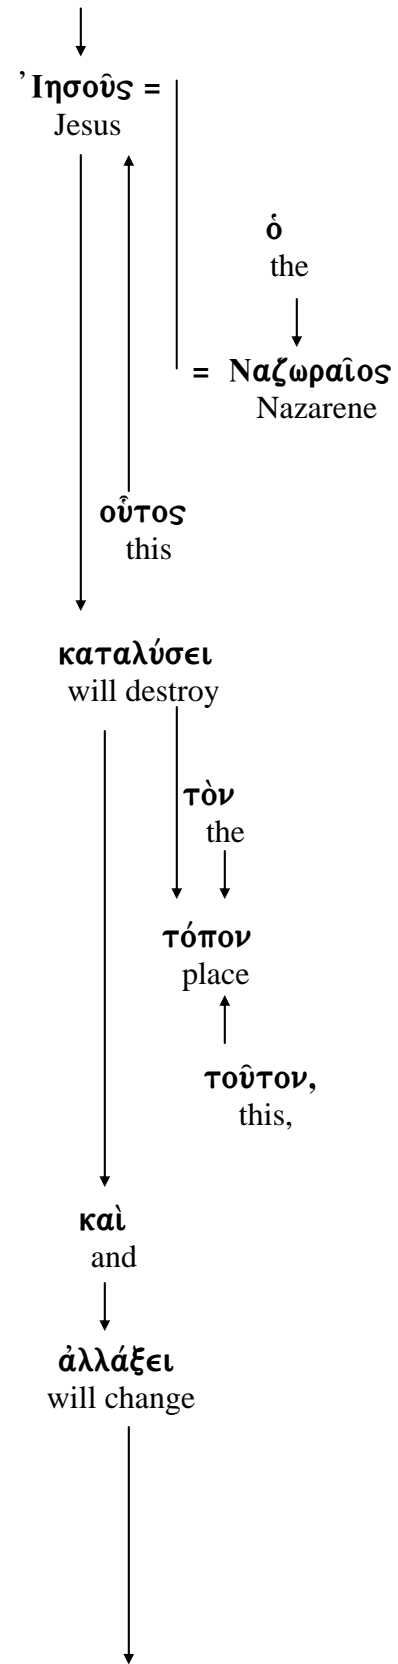 Ἰησοῦς =
Jesus
ὁ
the
= Ναζωραῖος
Nazarene
οὗτος
this
καταλύσει
will destroy
τὸν
the
τόπον
place
τοῦτον,
this,
καὶ
and
ἀλλάξει
will change